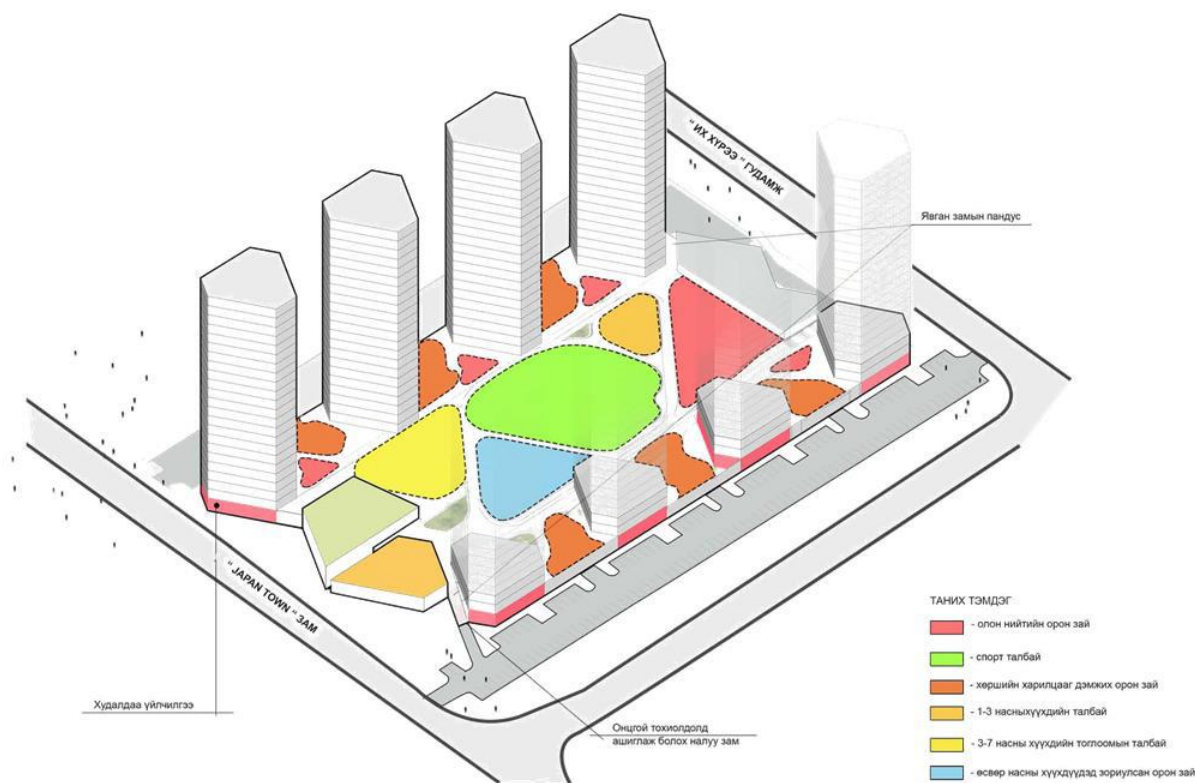 " ИХ ХҮРЭЭ " ГУДАМЖ
Явган замын пандус
" JAPAN TOWN " ЗАМ
Худалдаа үйлчилгээ
Онцгой тохиолдолд
ашиглаж болох налуу зам
ТАНИХ ТЭМДЭГ
- олон нийтийн орон зай
- спорт талбай
- хөршийн харилцааг дэмжих орон зай
- 1-3 насныхүүхдийн талбай
- 3-7 насны хүүхдийн тоглоомын талбай
- өсвөр насны хүүхдүүдэд зориулсан орон зай